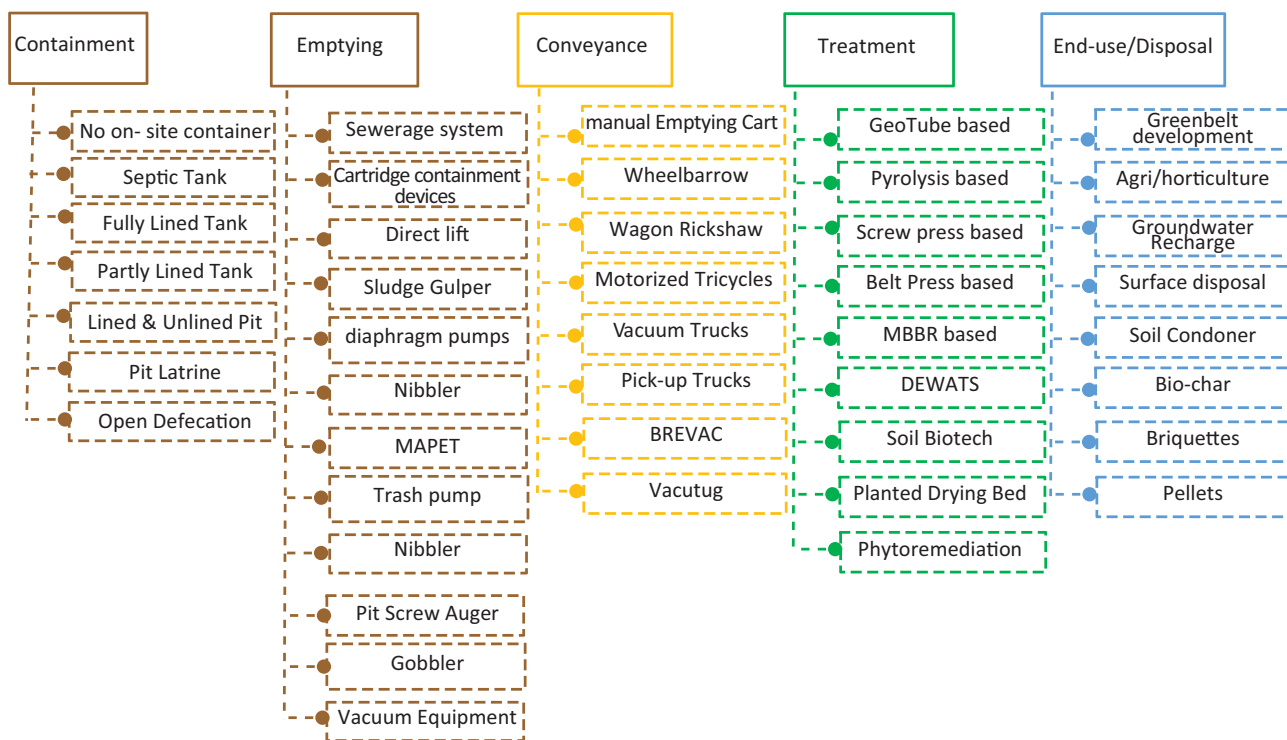 Containment
No on- site container
Septic Tank
Fully Lined Tank
Partly Lined Tank
Lined & Unlined Pit
Pit Latrine
Open Defecation
Emptying
Sewerage system
Cartridge containment
devices
Direct lift
Sludge Gulper
diaphragm pumps
Nibbler
MAPET
Trash pump
Nibbler
Pit Screw Auger
Gobbler
Vacuum Equipment
Conveyance
manual Emptying Cart
Wheelbarrow
Wagon Rickshaw
Motorized Tricycles
Vacuum Trucks
Pick-up Trucks
BREVAC
Vacutug
Treatment
GeoTube based
Pyrolysis based
Screw press based
Belt Press based
MBBR based
DEWATS
Soil Biotech
Planted Drying Bed
Phytoremediation
End-use/Disposal
Greenbelt
development
Agri/horticulture
Groundwater
Recharge
Surface disposal
Soil Condoner
Bio-char
Briquettes
Pellets